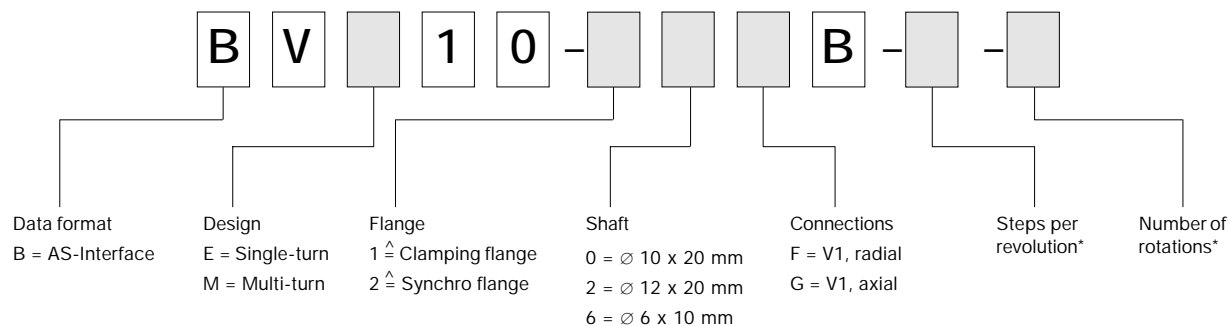 B V 1 0 - B - -
Data format
B = AS-Interface
Design
E = Single-turn
M = Multi-turn
Flange
1 ≙ Clamping flange
2 ≙ Synchro flange
Shaft
0 = ∅ 10 x 20 mm
2 = ∅ 12 x 20 mm
6 = ∅ 6 x 10 mm
Connections
F = V1, radial
G = V1, axial
Steps per
revolution*
Number of
rotations*